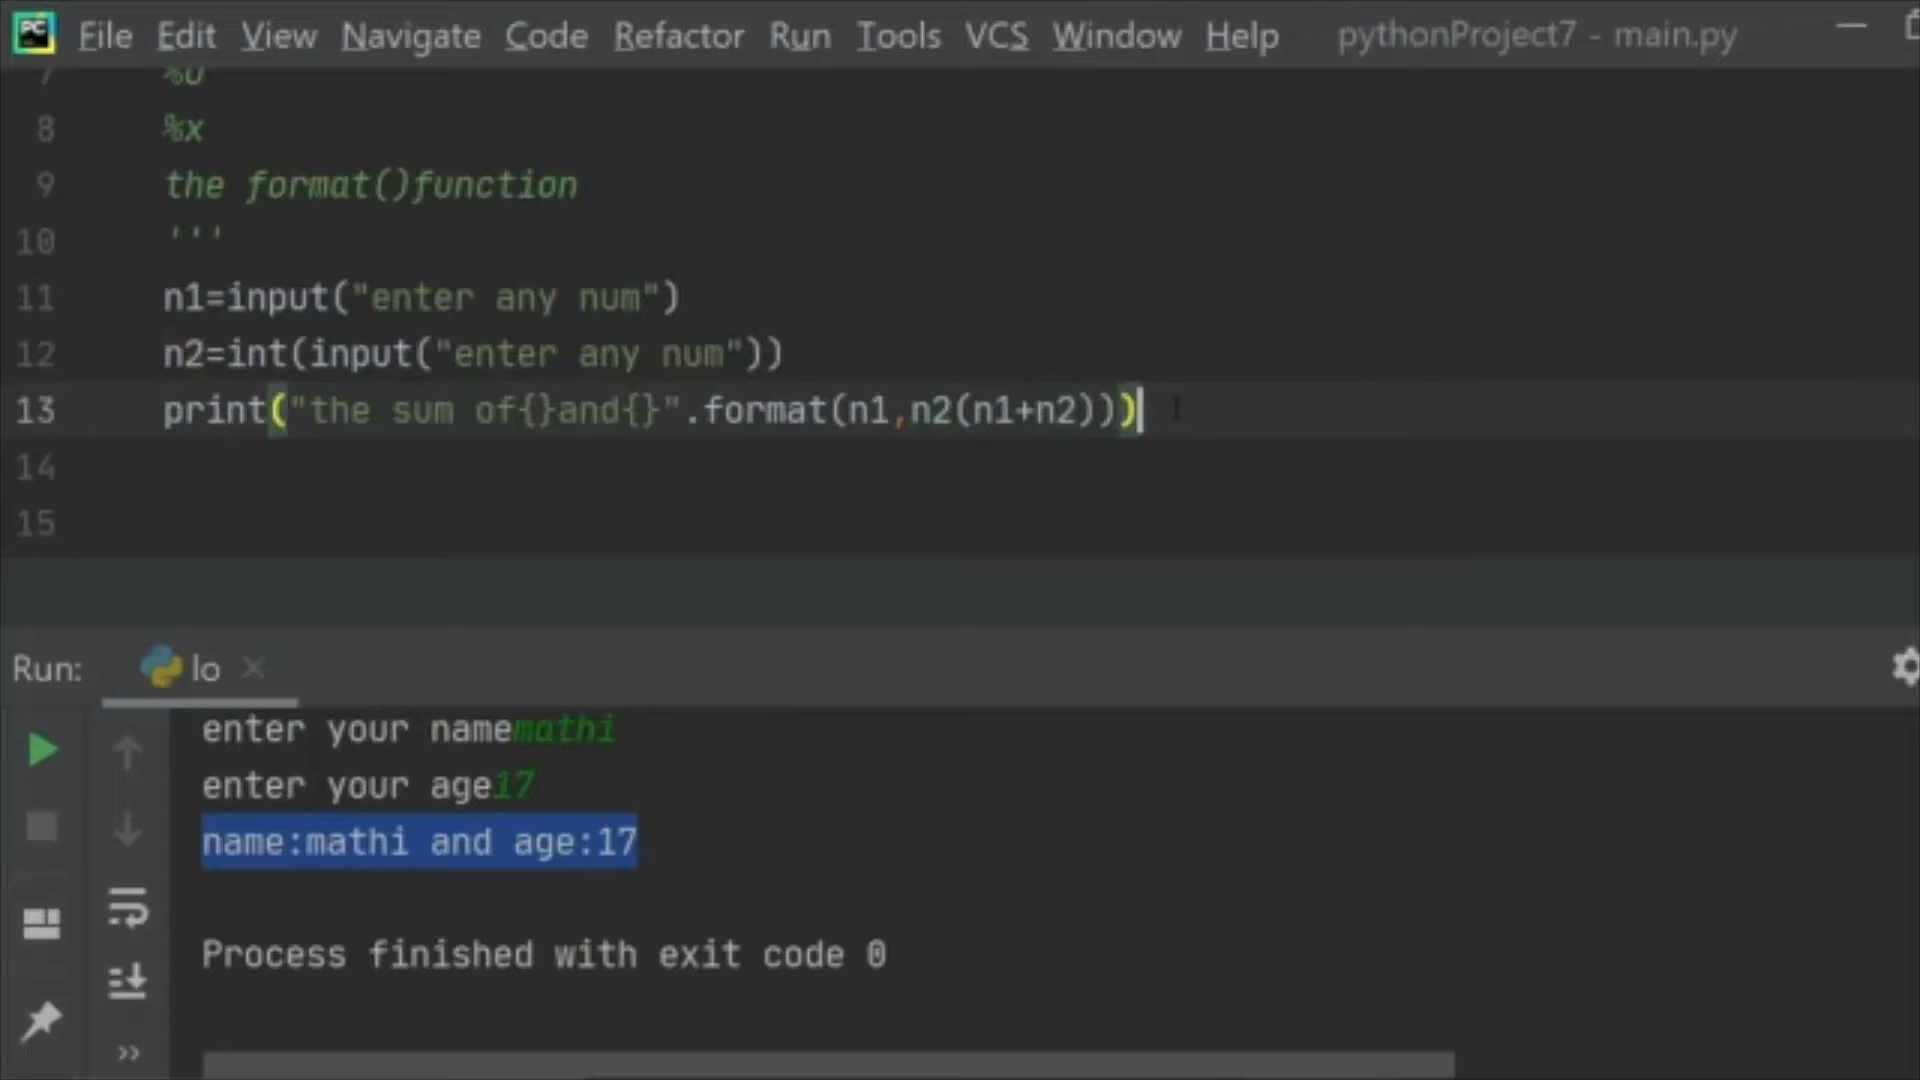 PC File Edit View Navigate Code Refactor Run Tools VCS Window Help pythonProject7 - main.py
7
8 %x
9 the format()function
10 '''
11 n1=input("enter any num")
12 n2=int(input("enter any num"))
13 print("the sum of{}and{}".format(n1,n2(n1+n2)))
14
15
Run: lo
enter your namemathi
enter your age17
name:mathi and age:17
Process finished with exit code 0